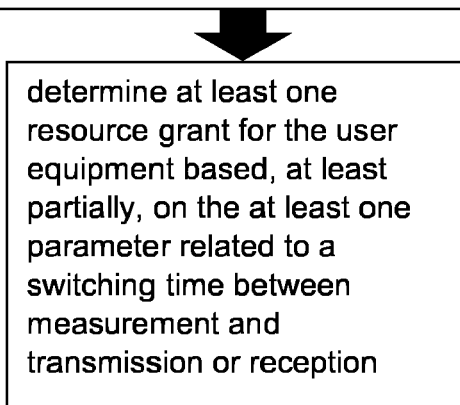 determine at least one
resource grant for the user
equipment based, at least
partially, on the at least one
parameter related to a
switching time between
measurement and
transmission or reception